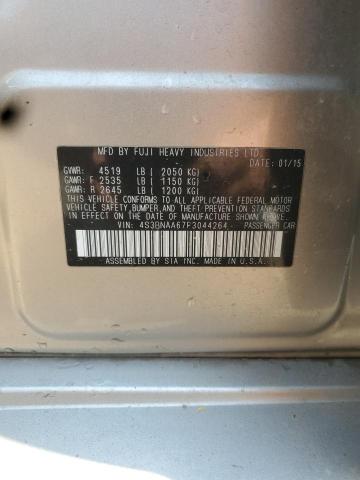 MFD BY FUJI HEAVY INDUSTRIES LTD.
DATE: 01/15
GVWR: 4519 LB ( 2050 KG)
GAWR: F 2535 LB ( 1150 KG)
GAWR: R 2645 LB ( 1200 KG)
THIS VEHICLE CONFORMS TO ALL APPLICABLE FEDERAL MOTOR
VEHICLE SAFETY, BUMPER, AND THEFT PREVENTION STANDARDS
IN EFFECT ON THE DATE OF MANUFACTURE SHOWN ABOVE.
VIN: 4S3BNAA67F3044264 PASSENGER CAR
ASSEMBLED BY SIA INC. MADE IN U.S.A.